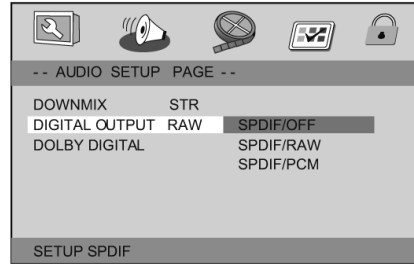 -- AUDIO SETUP PAGE --
DOWNMIX STR
DIGITAL OUTPUT RAW SPDIF/OFF
DOLBY DIGITAL SPDIF/RAW
SPDIF/PCM
SETUP SPDIF